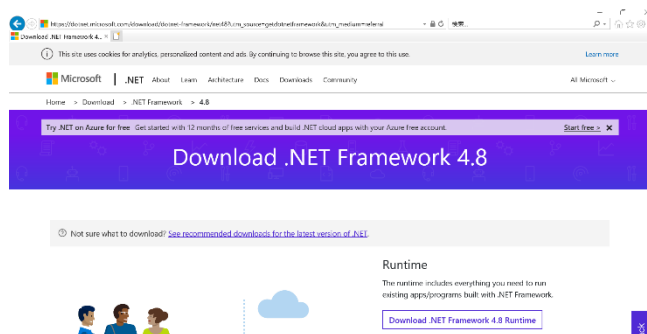 https://dotnet.microsoft.com/download/dotnet-framework/net48?utm_source=getdotnetframework&utm_medium=referral
検索...
Download .NET Framework 4...
This site uses cookies for analytics, personalized content and ads. By continuing to browse this site, you agree to this use.
Learn more
Microsoft | .NET About Learn Architecture Docs Downloads Community All Microsoft
Home > Download > .NET Framework > 4.8
Try .NET on Azure for free Get started with 12 months of free services and build .NET cloud apps with your Azure free account. Start free >
Download .NET Framework 4.8
Not sure what to download? See recommended downloads for the latest version of .NET.
Runtime
The runtime includes everything you need to run
existing apps/programs built with .NET Framework.
Download .NET Framework 4.8 Runtime